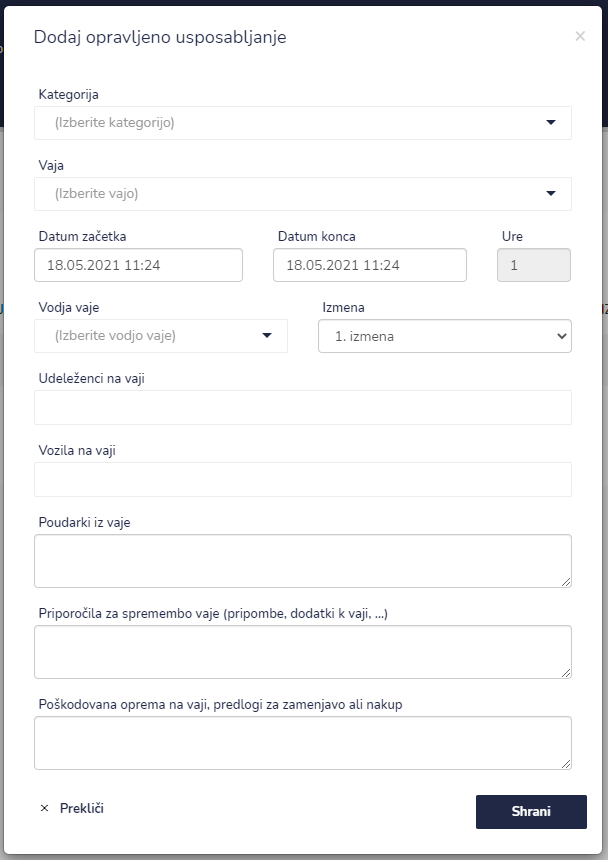 Dodaj opravljeno usposabljanje
×
Kategorija
(Izberite kategorijo)
Vaja
(Izberite vajo)
Datum začetka Datum konca Ure
18.05.2021 11:24 18.05.2021 11:24 1
Vodja vaje Izmena
(Izberite vodjo vaje) 1. izmena
Udeleženci na vaji
Vozila na vaji
Poudarki iz vaje
Priporočila za spremembo vaje (pripombe, dodatki k vaji, ...)
Poškodovana oprema na vaji, predlogi za zamenjavo ali nakup
× Prekliči Shrani